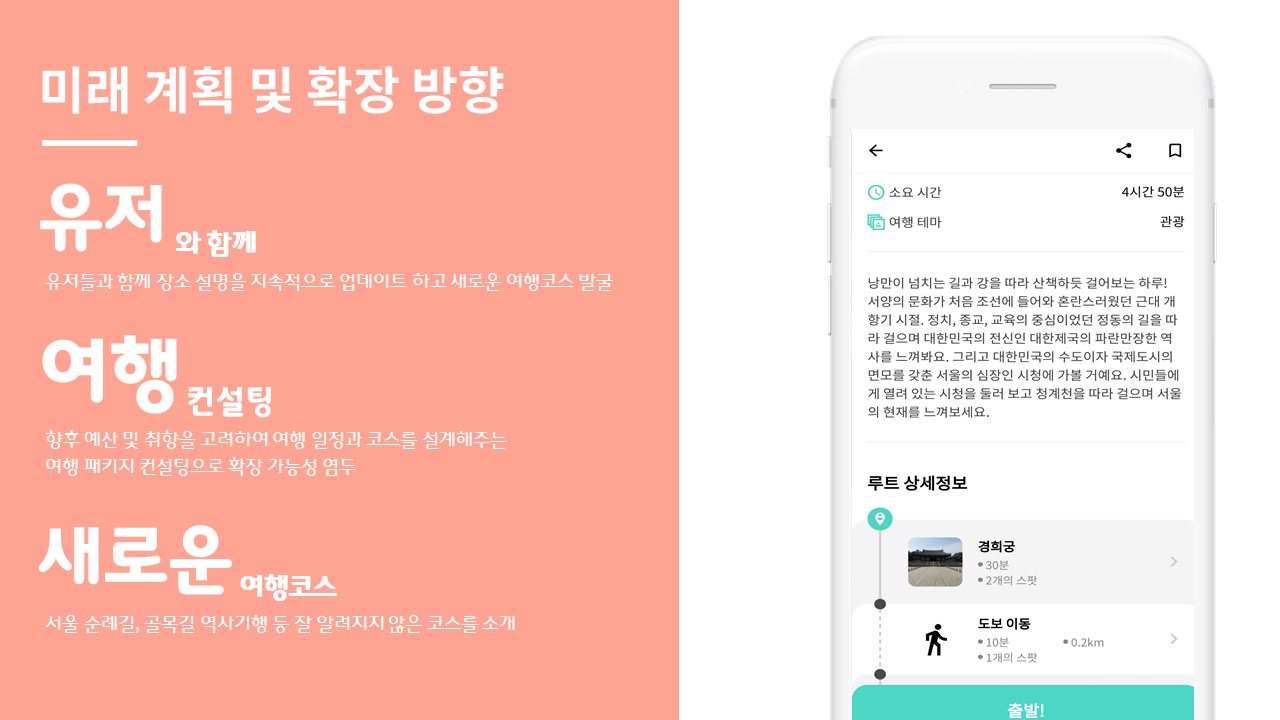 미래 계획 및 확장 방향
유저 와 함께
유저들과 함께 장소 설명을 지속적으로 업데이트 하고 새로운 여행코스 발굴
여행 컨설팅
향후 예산 및 취향을 고려하여 여행 일정과 코스를 설계해주는
여행 패키지 컨설팅으로 확장 가능성 염두
새로운 여행코스
서울 순례길, 골목길 역사기행 등 잘 알려지지 않은 코스를 소개
소요 시간 4시간 50분
여행 테마 관광
낭만이 넘치는 길과 강을 따라 산책하듯 걸어보는 하루!
서양의 문화가 처음 조선에 들어와 혼란스러웠던 근대 개
항기 시절. 정치, 종교, 교육의 중심이었던 정동의 길을 따
라 걸으며 대한민국의 전신인 대한제국의 파란만장한 역
사를 느껴봐요. 그리고 대한민국의 수도이자 국제도시의
면모를 갖춘 서울의 심장인 시청에 가볼 거예요. 시민들에
게 열려 있는 시청을 둘러 보고 청계천을 따라 걸으며 서울
의 현재를 느껴보세요.
루트 상세정보
경희궁
30분
2개의 스팟
도보 이동
10분 0.2km
1개의 스팟
출발!